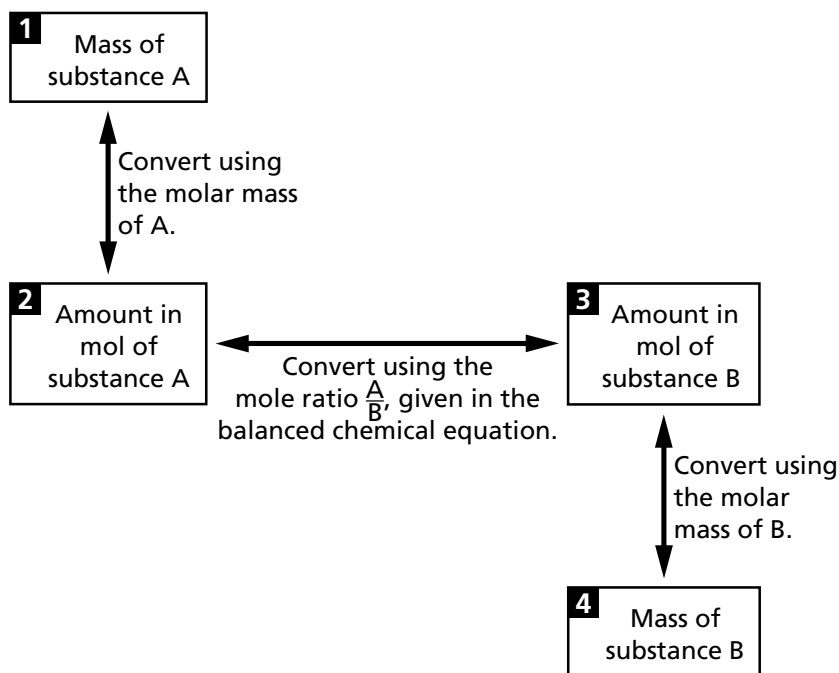 1
Mass of
substance A
Convert using
the molar mass
of A.
2
Amount in
mol of
substance A
Convert using the
mole ratio A/B, given in the
balanced chemical equation.
3
Amount in
mol of
substance B
Convert using
the molar
mass of B.
4
Mass of
substance B